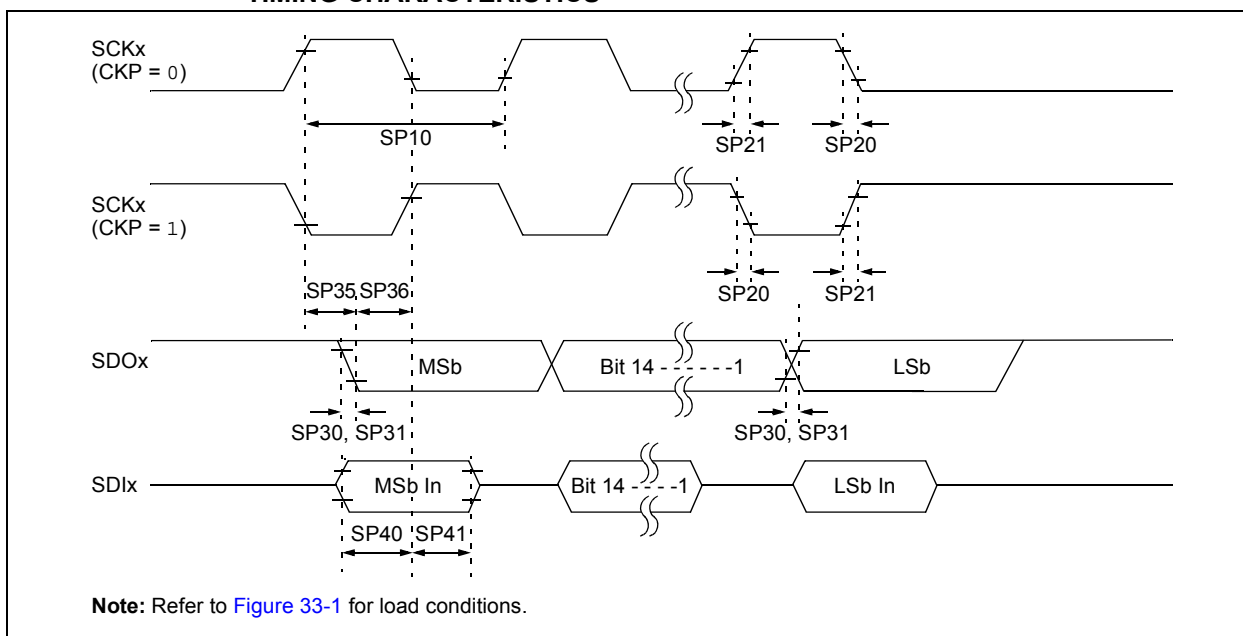 TIMING CHARACTERISTICS
SCKx
(CKP = 0)
SP10
SP21
SP20
SCKx
(CKP = 1)
SP35
SP36
SP20
SP21
SDOx
MSb
Bit 14 - - - - - -1
LSb
SP30, SP31
SP30, SP31
SDIx
MSb In
Bit 14 - - - -1
LSb In
SP40
SP41
Note: Refer to Figure 33-1 for load conditions.